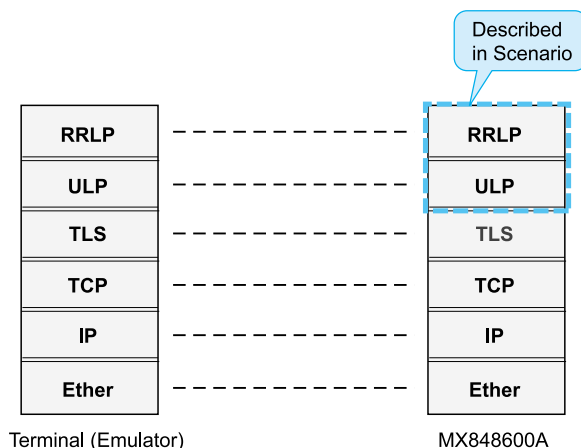 Described
in Scenario
RRLP
RRLP
ULP
ULP
TLS
TLS
TCP
TCP
IP
IP
Ether
Ether
Terminal (Emulator)
MX848600A